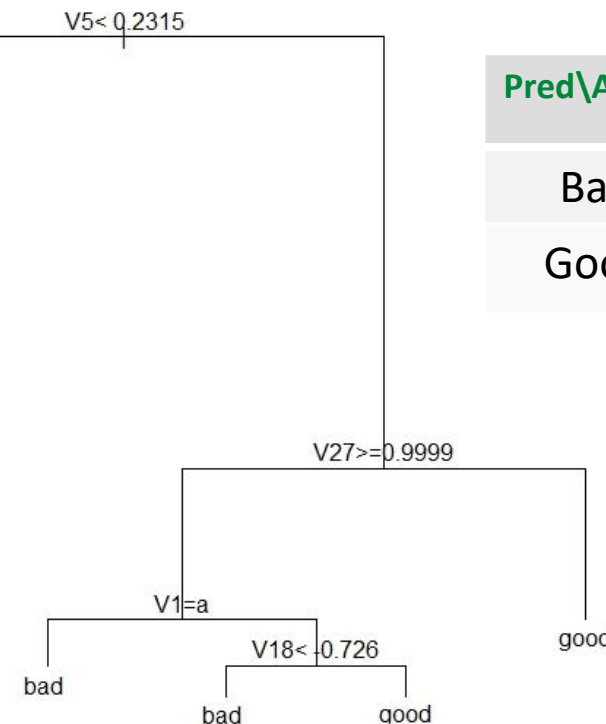 V5< 0.2315
Pred\A
Ba
Goo
V27>=0.9999
V1=a
V18< -0.726
good
bad
bad
good